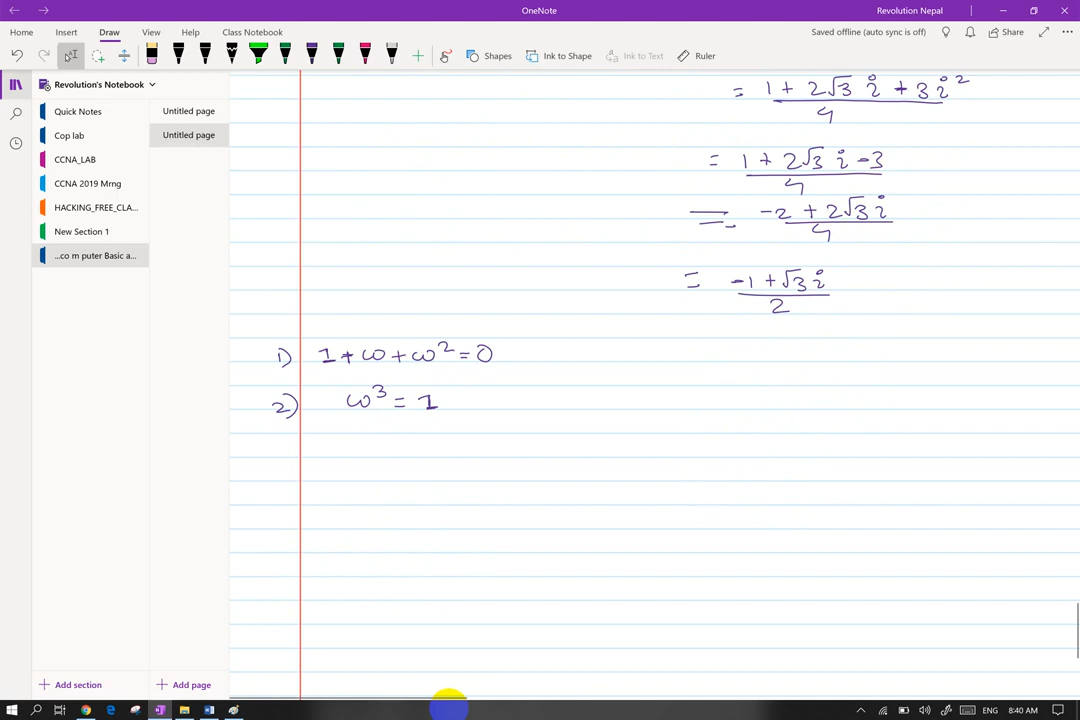 OneNote
Revolution Nepal
Home Insert Draw View Help Class Notebook
Saved offline (auto sync is off)
Share
Shapes
Ink to Shape
Ink to Text
Ruler
Revolution's Notebook
Quick Notes
Cop lab
CCNA_LAB
CCNA 2019 Mrng
HACKING_FREE_CLA...
New Section 1
...co m puter Basic a...
Untitled page
Untitled page
= 1 + 2√3 i + 3i² / 4
= 1 + 2√3 i - 3 / 4
= -2 + 2√3 i / 4
= -1 + √3 i / 2
1) 1 + ω + ω² = 0
2) ω³ = 1
Add section
Add page
ENG
8:40 AM